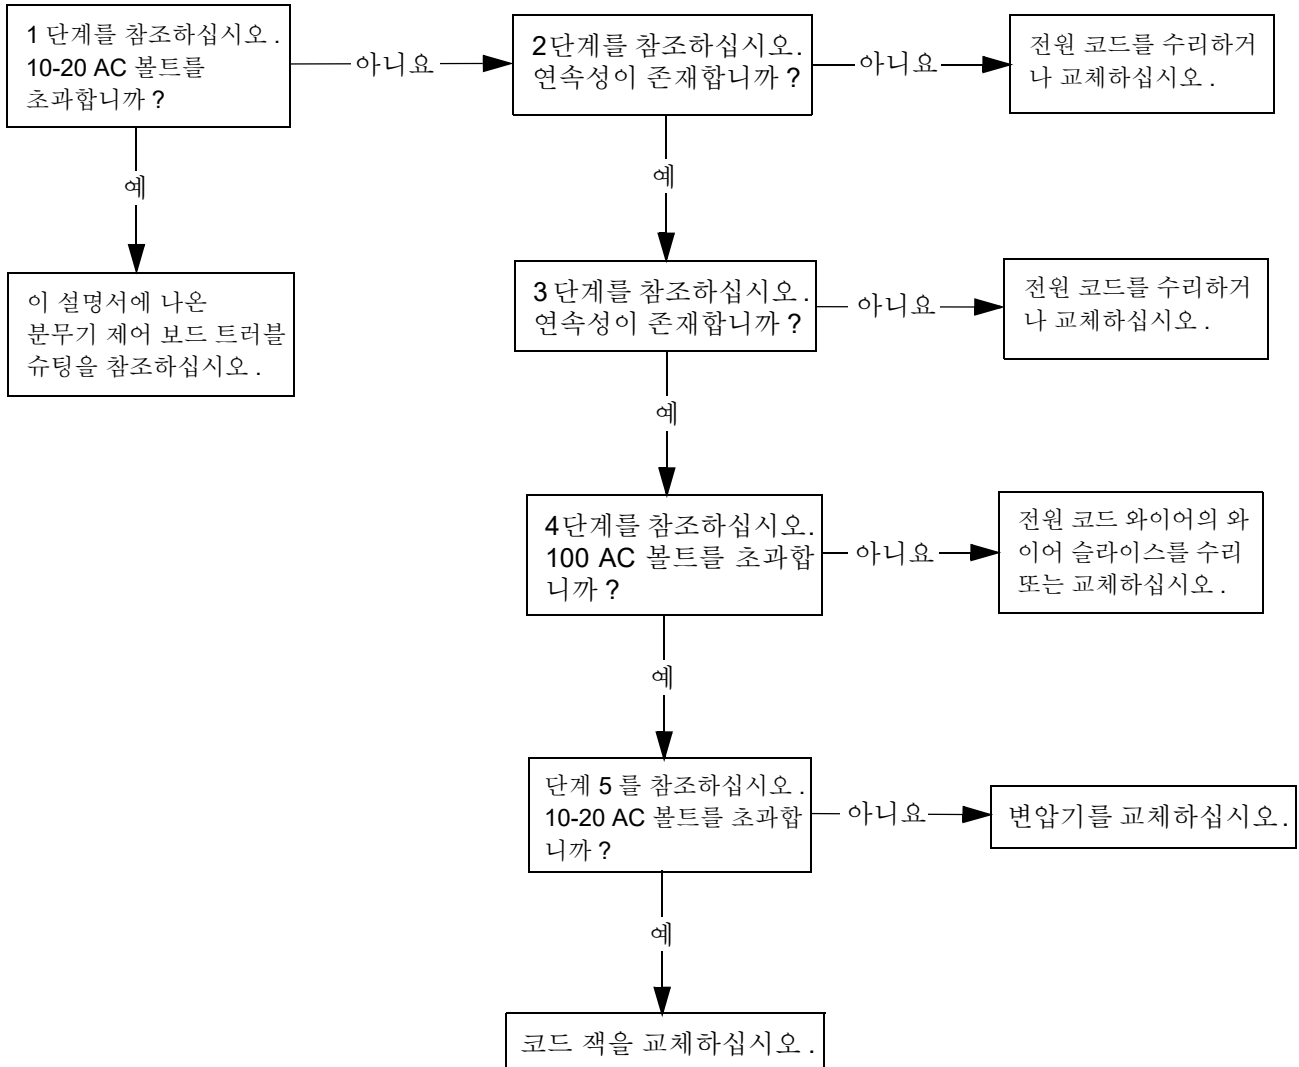 1 단계를 참조하십시오 .
10-20 AC 볼트를
초과합니까 ?
아니요
2단계를 참조하십시오.
연속성이 존재합니까 ?
아니요
전원 코드를 수리하거
나 교체하십시오 .
예
예
이 설명서에 나온
분무기 제어 보드 트러블
슈팅을 참조하십시오 .
3 단계를 참조하십시오 .
연속성이 존재합니까 ?
아니요
전원 코드를 수리하거
나 교체하십시오 .
예
4단계를 참조하십시오.
100 AC 볼트를 초과합
니까 ?
아니요
전원 코드 와이어의 와
이어 슬라이스를 수리
또는 교체하십시오 .
예
단계 5 를 참조하십시오 .
10-20 AC 볼트를 초과합
니까 ?
아니요
변압기를 교체하십시오.
예
코드 잭을 교체하십시오 .